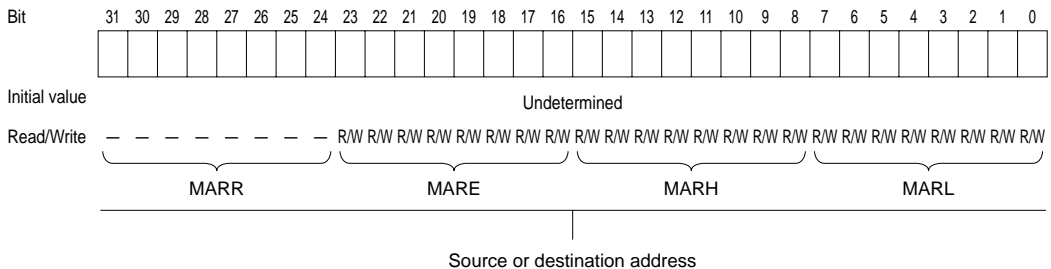 Bit 31 30 29 28 27 26 25 24 23 22 21 20 19 18 17 16 15 14 13 12 11 10 9 8 7 6 5 4 3 2 1 0
Initial value Undetermined
Read/Write — — — — — — — — R/W R/W R/W R/W R/W R/W R/W R/W R/W R/W R/W R/W R/W R/W R/W R/W R/W R/W R/W R/W R/W R/W R/W R/W
MARR MARE MARH MARL
Source or destination address